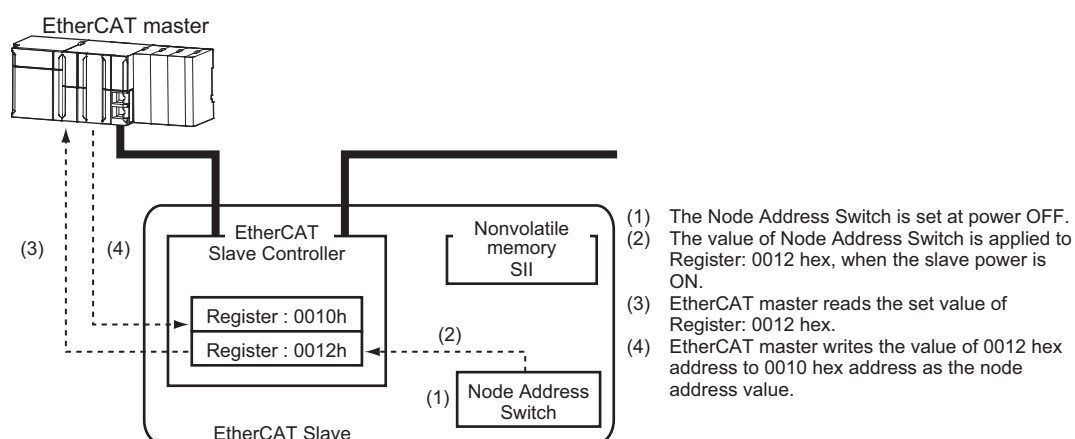 EtherCAT master
(3)
(4)
EtherCAT
Slave Controller
Register : 0010h
Register : 0012h
Nonvolatile
memory
SII
(2)
(1)
Node Address
Switch
EtherCAT Slave
(1) The Node Address Switch is set at power OFF.
(2) The value of Node Address Switch is applied to
Register: 0012 hex, when the slave power is
ON.
(3) EtherCAT master reads the set value of
Register: 0012 hex.
(4) EtherCAT master writes the value of 0012 hex
address to 0010 hex address as the node
address value.